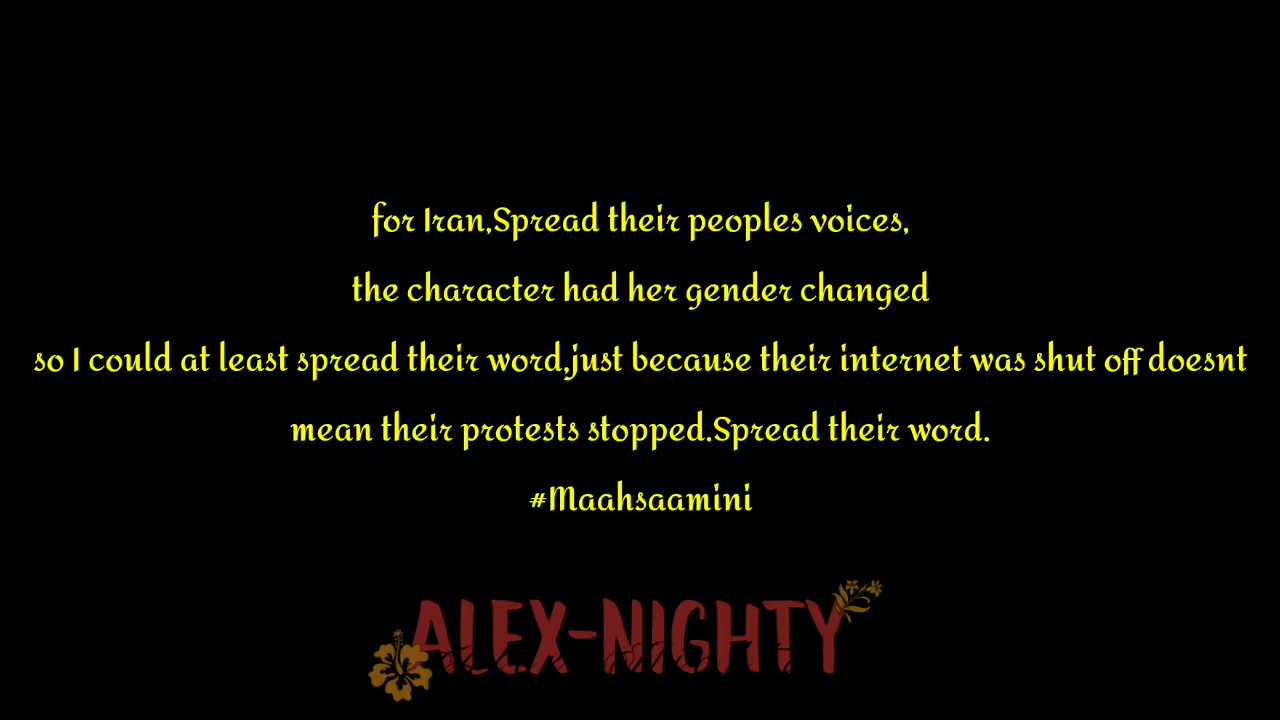 for Iran,Spread their peoples voices,
the character had her gender changed
so I could at least spread their word,just because their internet was shut off doesnt
mean their protests stopped.Spread their word.
#Maahsaamini
ALEX-NIGHTY